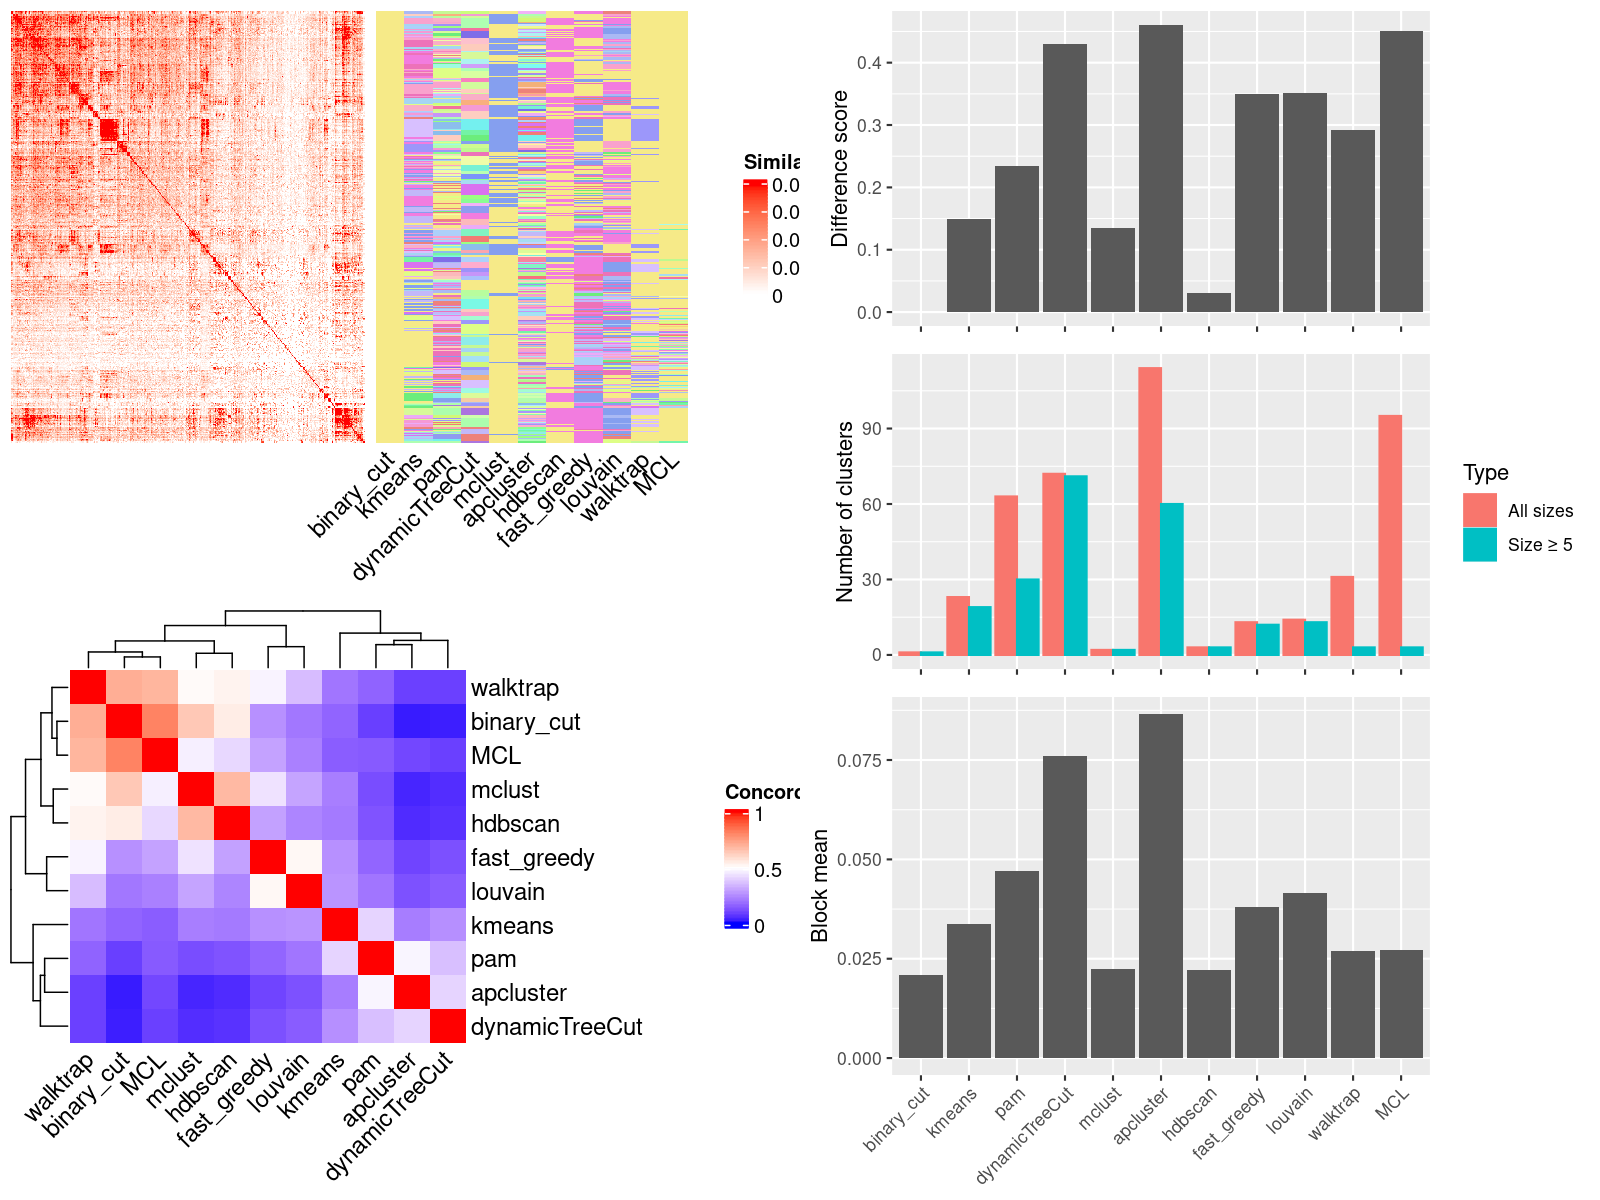 Simila
0.0
0.0
0.0
0.0
0
binary_cut
kmeans
pam
dynamicTreeCut
mclust
apcluster
hdbscan
fast_greedy
louvain
walktrap
MCL
walktrap
binary_cut
MCL
mclust
hdbscan
fast_greedy
louvain
kmeans
pam
apcluster
dynamicTreeCut
walktrap
binary_cut
MCL
mclust
hdbscan
fast_greedy
louvain
kmeans
pam
apcluster
dynamicTreeCut
Concord
1
0.5
0
Difference score
0.4
0.3
0.2
0.1
0.0
Number of clusters
90
60
30
0
Type
All sizes
Size ≥ 5
Block mean
0.075
0.050
0.025
0.000
binary_cut
kmeans
pam
dynamicTreeCut
mclust
apcluster
hdbscan
fast_greedy
louvain
walktrap
MCL